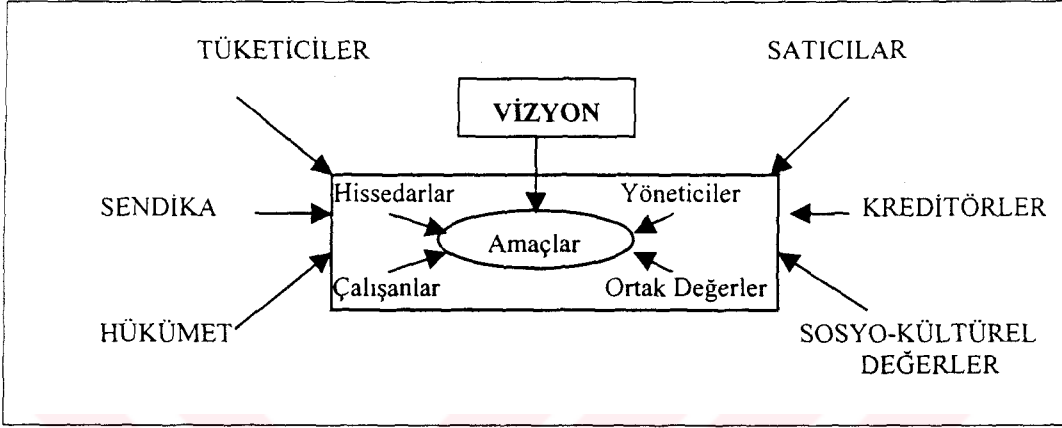 TÜKETİCİLER
SATICILAR
VİZYON
Hissedarlar
Yöneticiler
SENDİKA
KREDİTÖRLER
Amaçlar
Çalışanlar
Ortak Değerler
HÜKÜMET
SOSYO-KÜLTÜREL
DEĞERLER